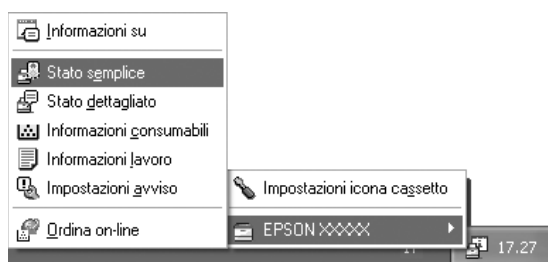 Informazioni su
Stato semplice
Stato dettagliato
Informazioni consumabili
Informazioni lavoro
Impostazioni avviso
Ordina on-line
Impostazioni icona cassetto
EPSON XXXXX
17.27